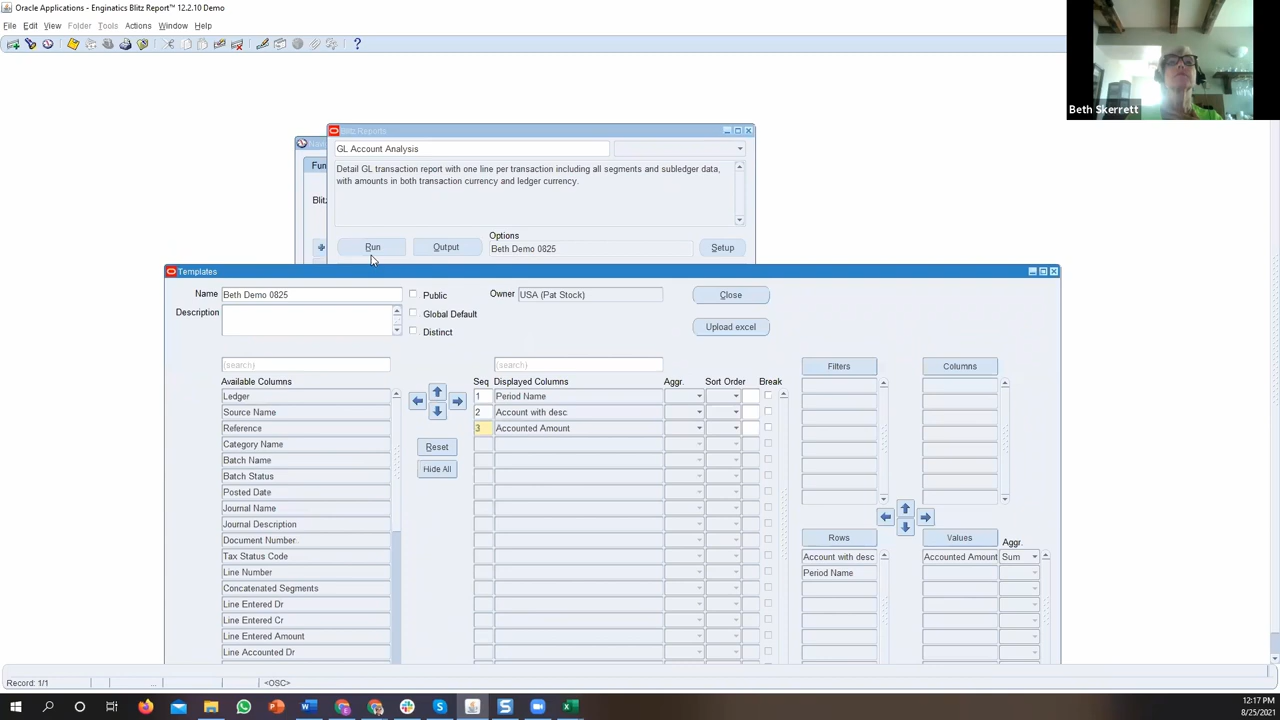 Oracle Applications - Enginatics Blitz Report™ 12.2.10 Demo
File Edit View Folder Tools Actions Window Help
Beth Skerrett
Blitz Reports
GL Account Analysis
Detail GL transaction report with one line per transaction including all segments and subledger data,
with amounts in both transaction currency and ledger currency.
Options
Run Output Beth Demo 0825 Setup
Templates
Name Beth Demo 0825 Public Owner USA (Pat Stock) Close
Description Global Default
Distinct Upload excel
(search) (search) Filters Columns
Available Columns Seq Displayed Columns Aggr. Sort Order Break
Ledger 1 Period Name
Source Name 2 Account with desc
Reference 3 Accounted Amount
Category Name
Reset
Batch Name
Hide All
Batch Status
Posted Date
Journal Name
Journal Description
Document Number
Rows Values Aggr.
Tax Status Code Account with desc Accounted Amount Sum
Line Number Period Name
Concatenated Segments
Line Entered Dr
Line Entered Cr
Line Entered Amount
Line Accounted Dr
Record: 1/1 ... <OSC>
12:17 PM
8/25/2021